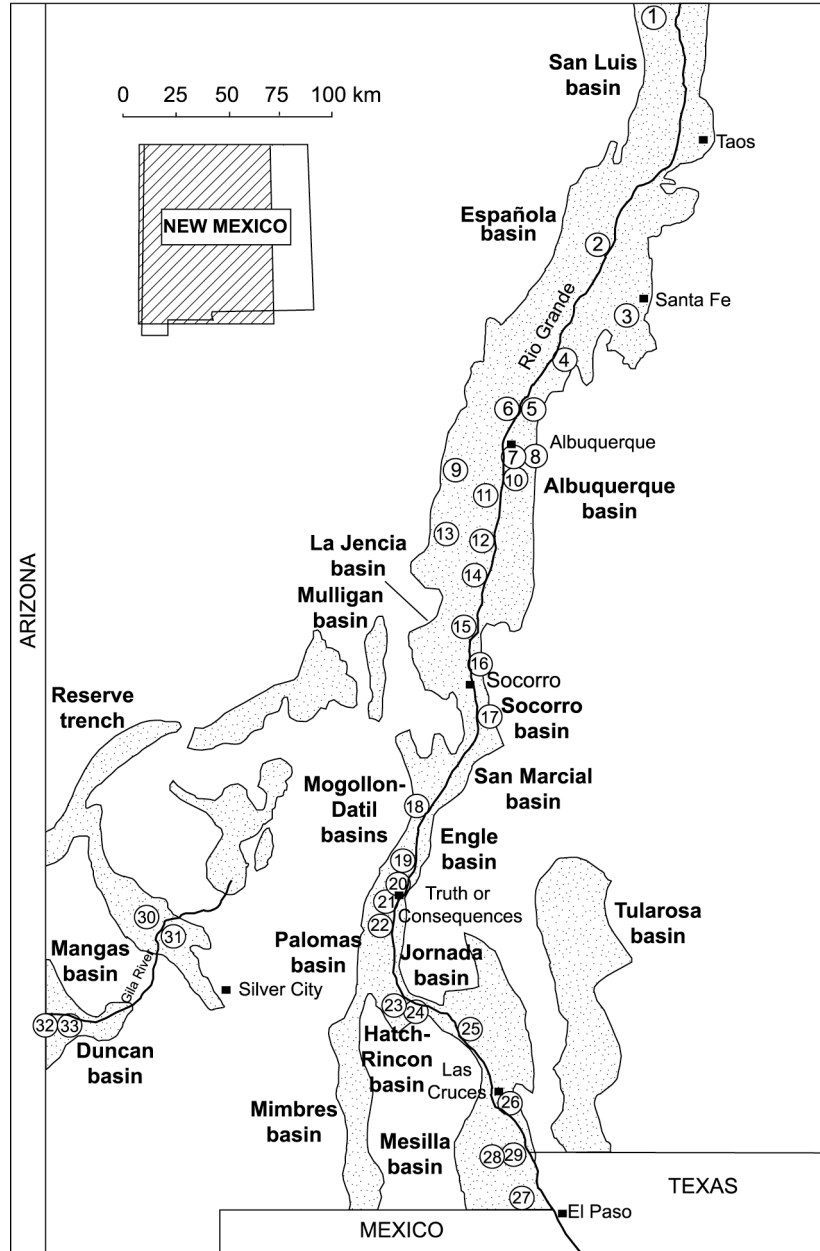 1
San Luis
basin
0 25 50 75 100 km
Taos
NEW MEXICO
Española
basin
2
Rio Grande
Santa Fe
3
4
6
5
Albuquerque
7
8
9
10
Albuquerque
basin
11
12
13
La Jencia
basin
14
Mulligan
basin
ARIZONA
15
16
Socorro
Reserve
trench
17
Socorro
basin
San Marcial
basin
Mogollon-
Datil
basins
18
Engle
basin
19
20
Truth or
Consequences
21
22
Tularosa
basin
30
31
Palomas
basin
Jornada
basin
Mangas
basin
Gila River
Silver City
23
24
25
32
33
Duncan
basin
Hatch-
Rincon
basin
Las
Cruces
26
Mimbres
basin
Mesilla
basin
28
29
27
TEXAS
El Paso
MEXICO